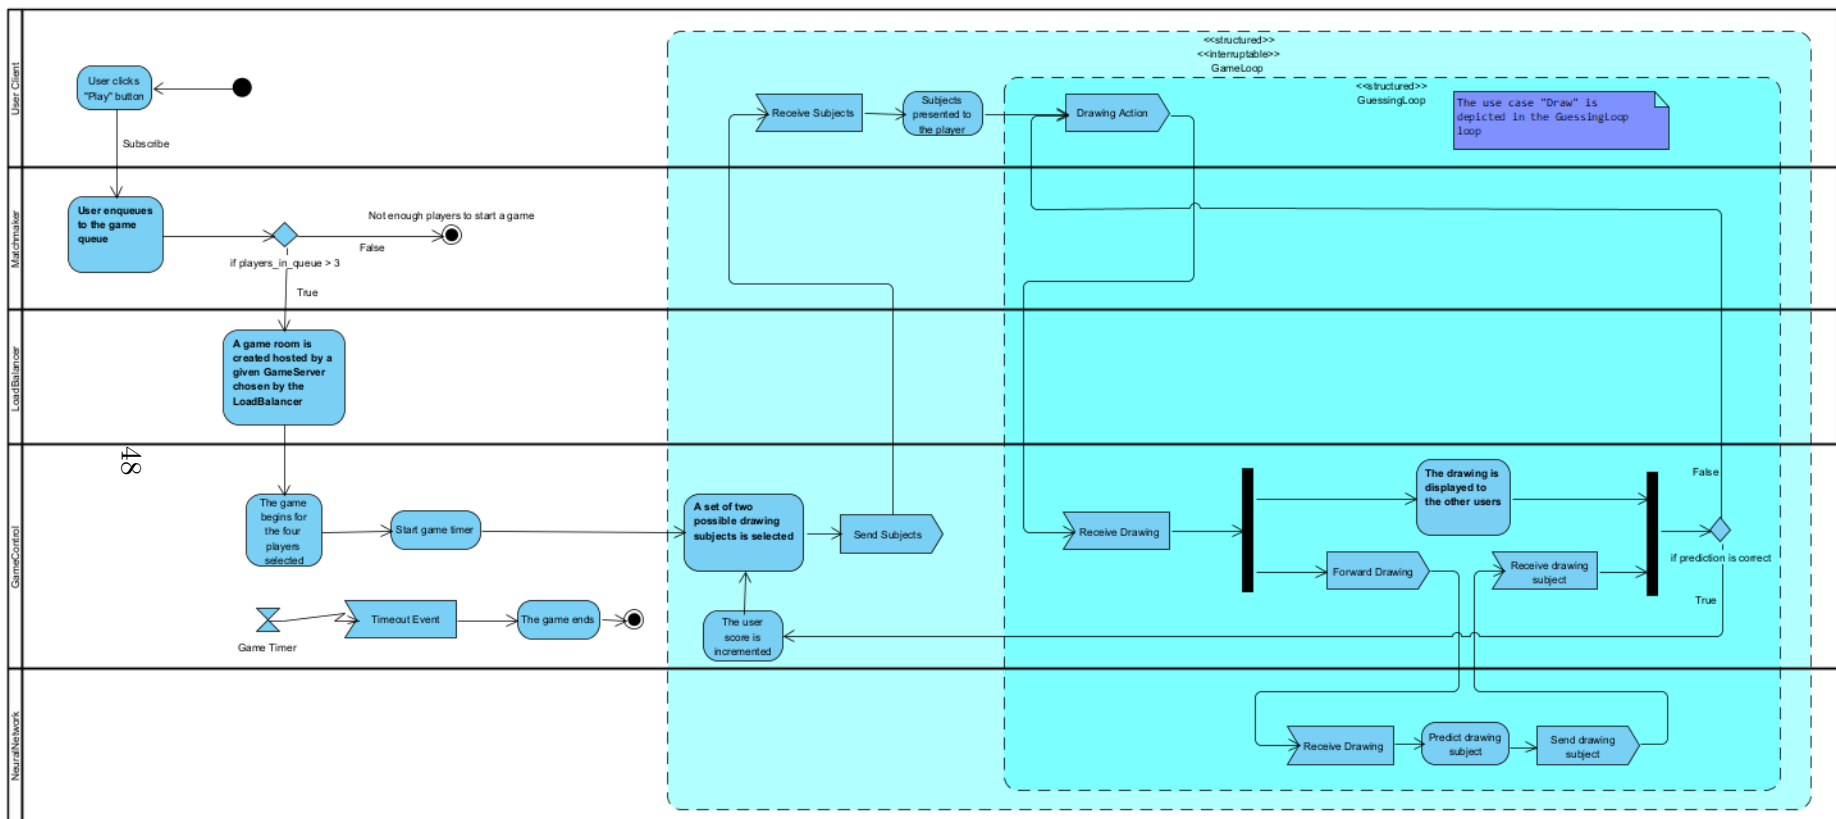 User Client
User clicks
"Play" button
Subscribe
<<structured>>
<<interruptable>>
GameLoop
<<structured>>
GuessingLoop
Receive Subjects
Subjects
presented to
the player
Drawing Action
The use case "Draw" is
depicted in the GuessingLoop
loop
Matchmaker
User enqueues
to the game
queue
Not enough players to start a game
False
if players_in_queue > 3
True
LoadBalancer
A game room is
created hosted by a
given GameServer
chosen by the
LoadBalancer
48
GameControl
The game
begins for
the four
players
selected
Start game timer
A set of two
possible drawing
subjects is selected
Send Subjects
Receive Drawing
The drawing is
displayed to
the other users
Forward Drawing
Receive drawing
subject
False
if prediction is correct
True
Game Timer
Timeout Event
The game ends
The user
score is
incremented
NeuralNetwork
Receive Drawing
Predict drawing
subject
Send drawing
subject